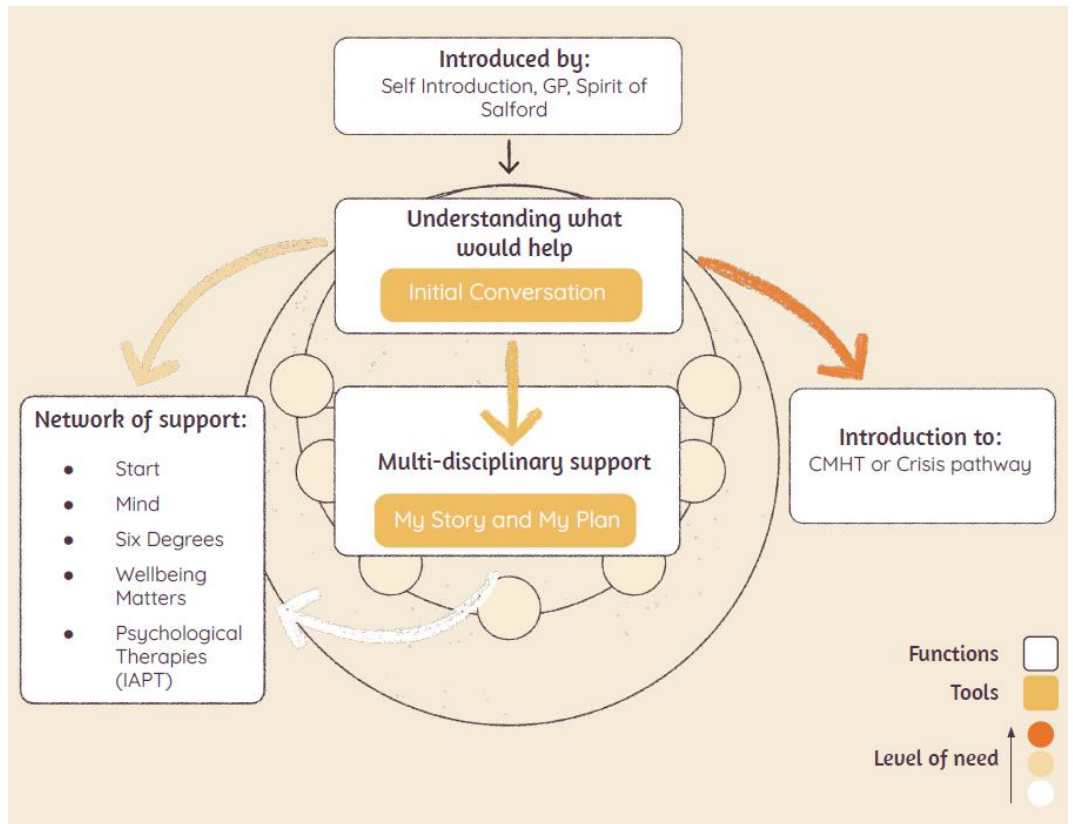 Introduced by:
Self Introduction, GP, Spirit of
Salford
Understanding what
would help
Initial Conversation
Network of support:
● Start
● Mind
● Six Degrees
● Wellbeing
Matters
● Psychological
Therapies
(IAPT)
Multi-disciplinary support
My Story and My Plan
Introduction to:
CMHT or Crisis pathway
Functions
Tools
Level of need